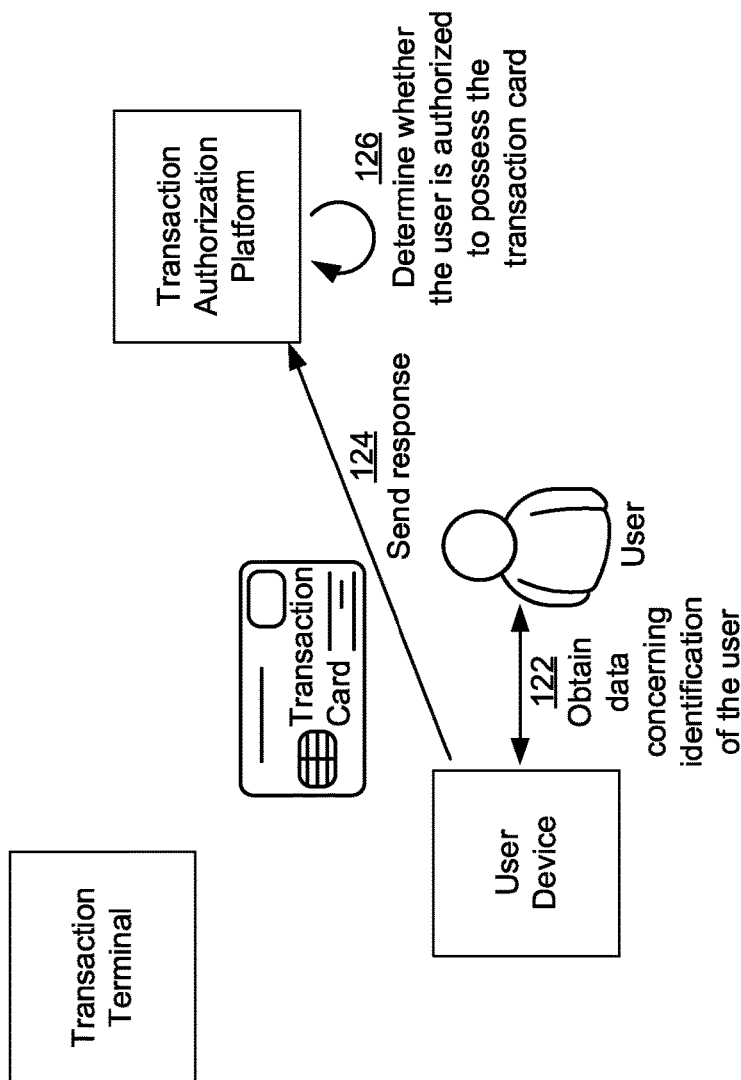 Transaction
Terminal
Transaction
Card
Transaction
Authorization
Platform
126
Determine whether
the user is authorized
to possess the
transaction card
124
Send response
User
Device
122
Obtain
data
concerning
identification
of the user
User